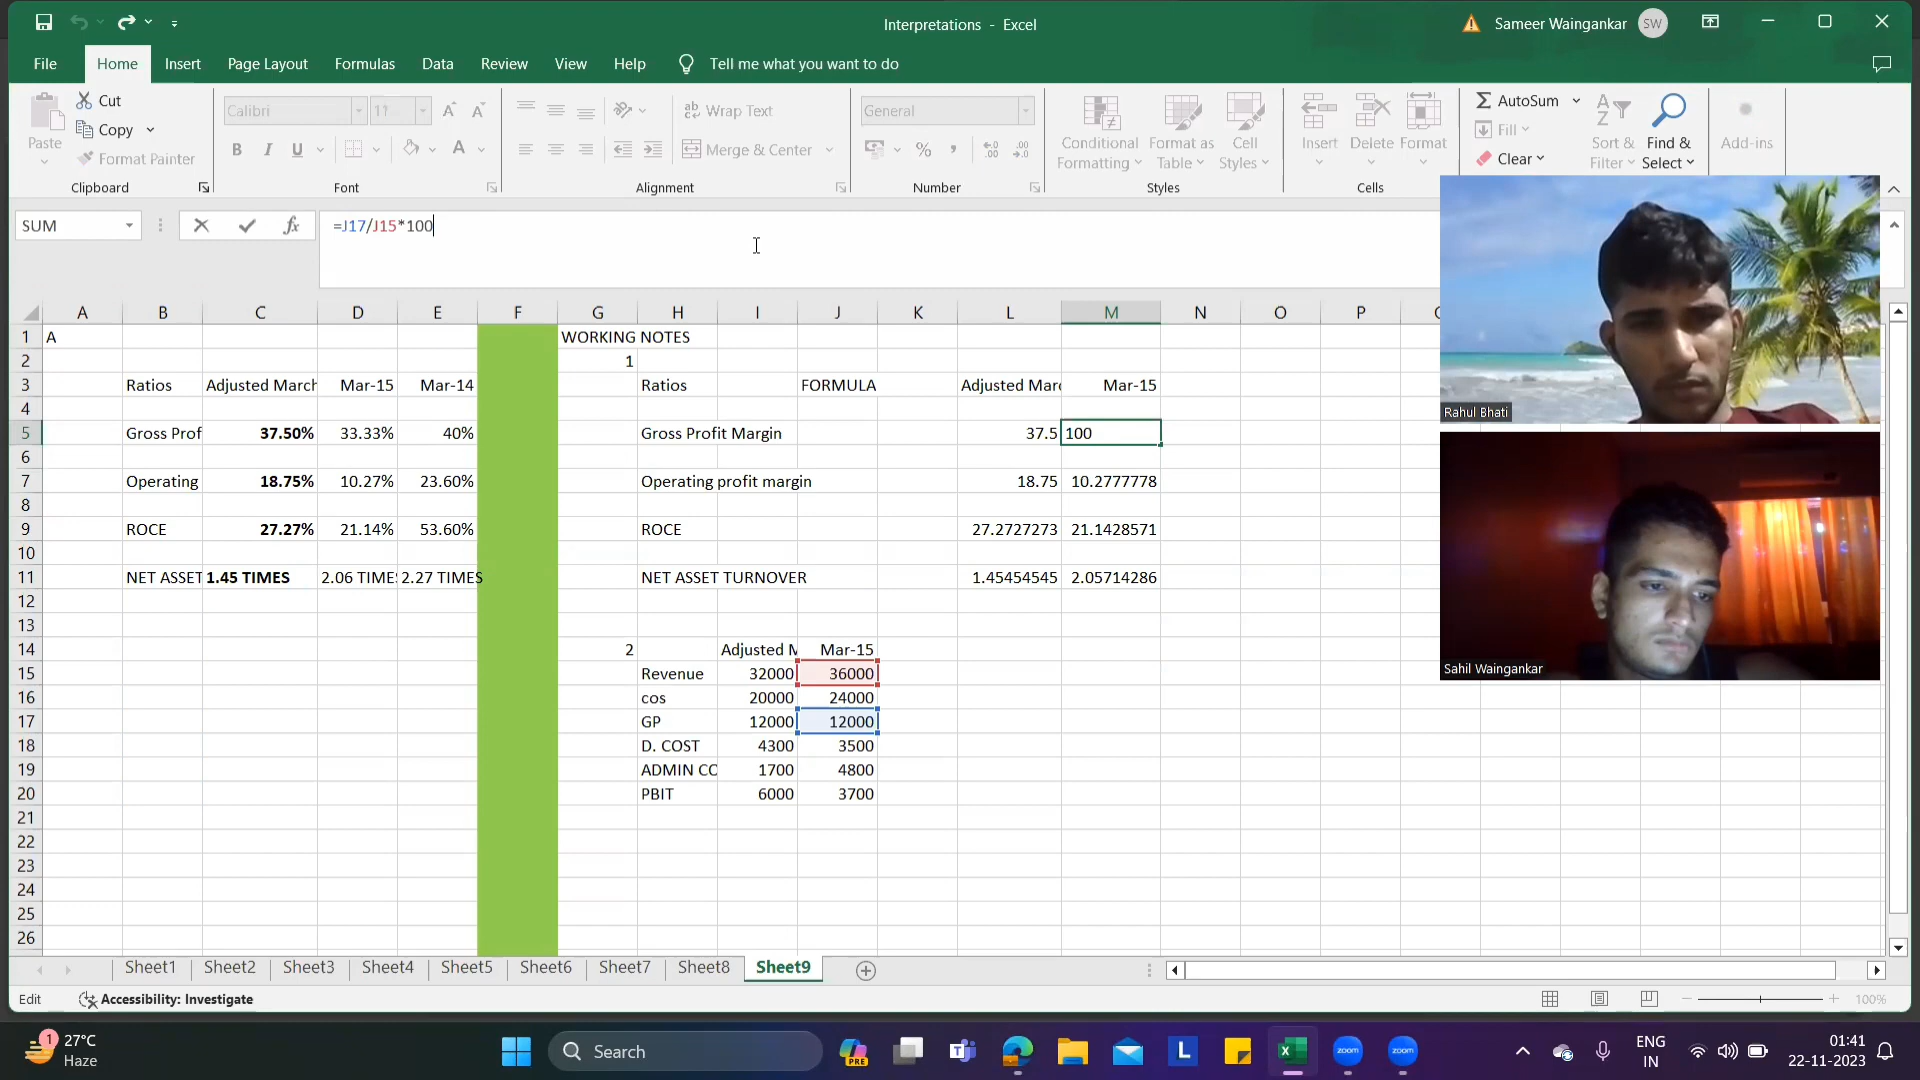 Interpretations - Excel
Sameer Waingankar SW
File Home Insert Page Layout Formulas Data Review View Help Tell me what you want to do
Paste
Cut
Copy
Format Painter
Clipboard
Calibri 11
B I U
Font
Wrap Text
Merge & Center
Alignment
General
Number
Conditional Formatting
Format as Table
Cell Styles
Styles
Insert Delete Format
Cells
AutoSum
Fill
Clear
Sort & Filter
Find & Select
Add-ins
SUM fx =J17/J15*100
A B C D E F G H I J K L M N O P
1 A WORKING NOTES
2 1
3 Ratios Adjusted March Mar-15 Mar-14 Ratios FORMULA Adjusted Marc Mar-15
4
5 Gross Prof 37.50% 33.33% 40% Gross Profit Margin 37.5 100
6
7 Operating 18.75% 10.27% 23.60% Operating profit margin 18.75 10.2777778
8
9 ROCE 27.27% 21.14% 53.60% ROCE 27.2727273 21.1428571
10
11 NET ASSET 1.45 TIMES 2.06 TIME 2.27 TIMES NET ASSET TURNOVER 1.45454545 2.05714286
12
13
14 2 Adjusted M Mar-15
15 Revenue 32000 36000
16 cos 20000 24000
17 GP 12000 12000
18 D. COST 4300 3500
19 ADMIN CO 1700 4800
20 PBIT 6000 3700
21
22
23
24
25
26
Rahul Bhati
Sahil Waingankar
Sheet1 Sheet2 Sheet3 Sheet4 Sheet5 Sheet6 Sheet7 Sheet8 Sheet9
Edit Accessibility: Investigate 100%
1 27°C
Haze
Search
PRE
L
zoom
zoom
ENG
IN
01:41
22-11-2023